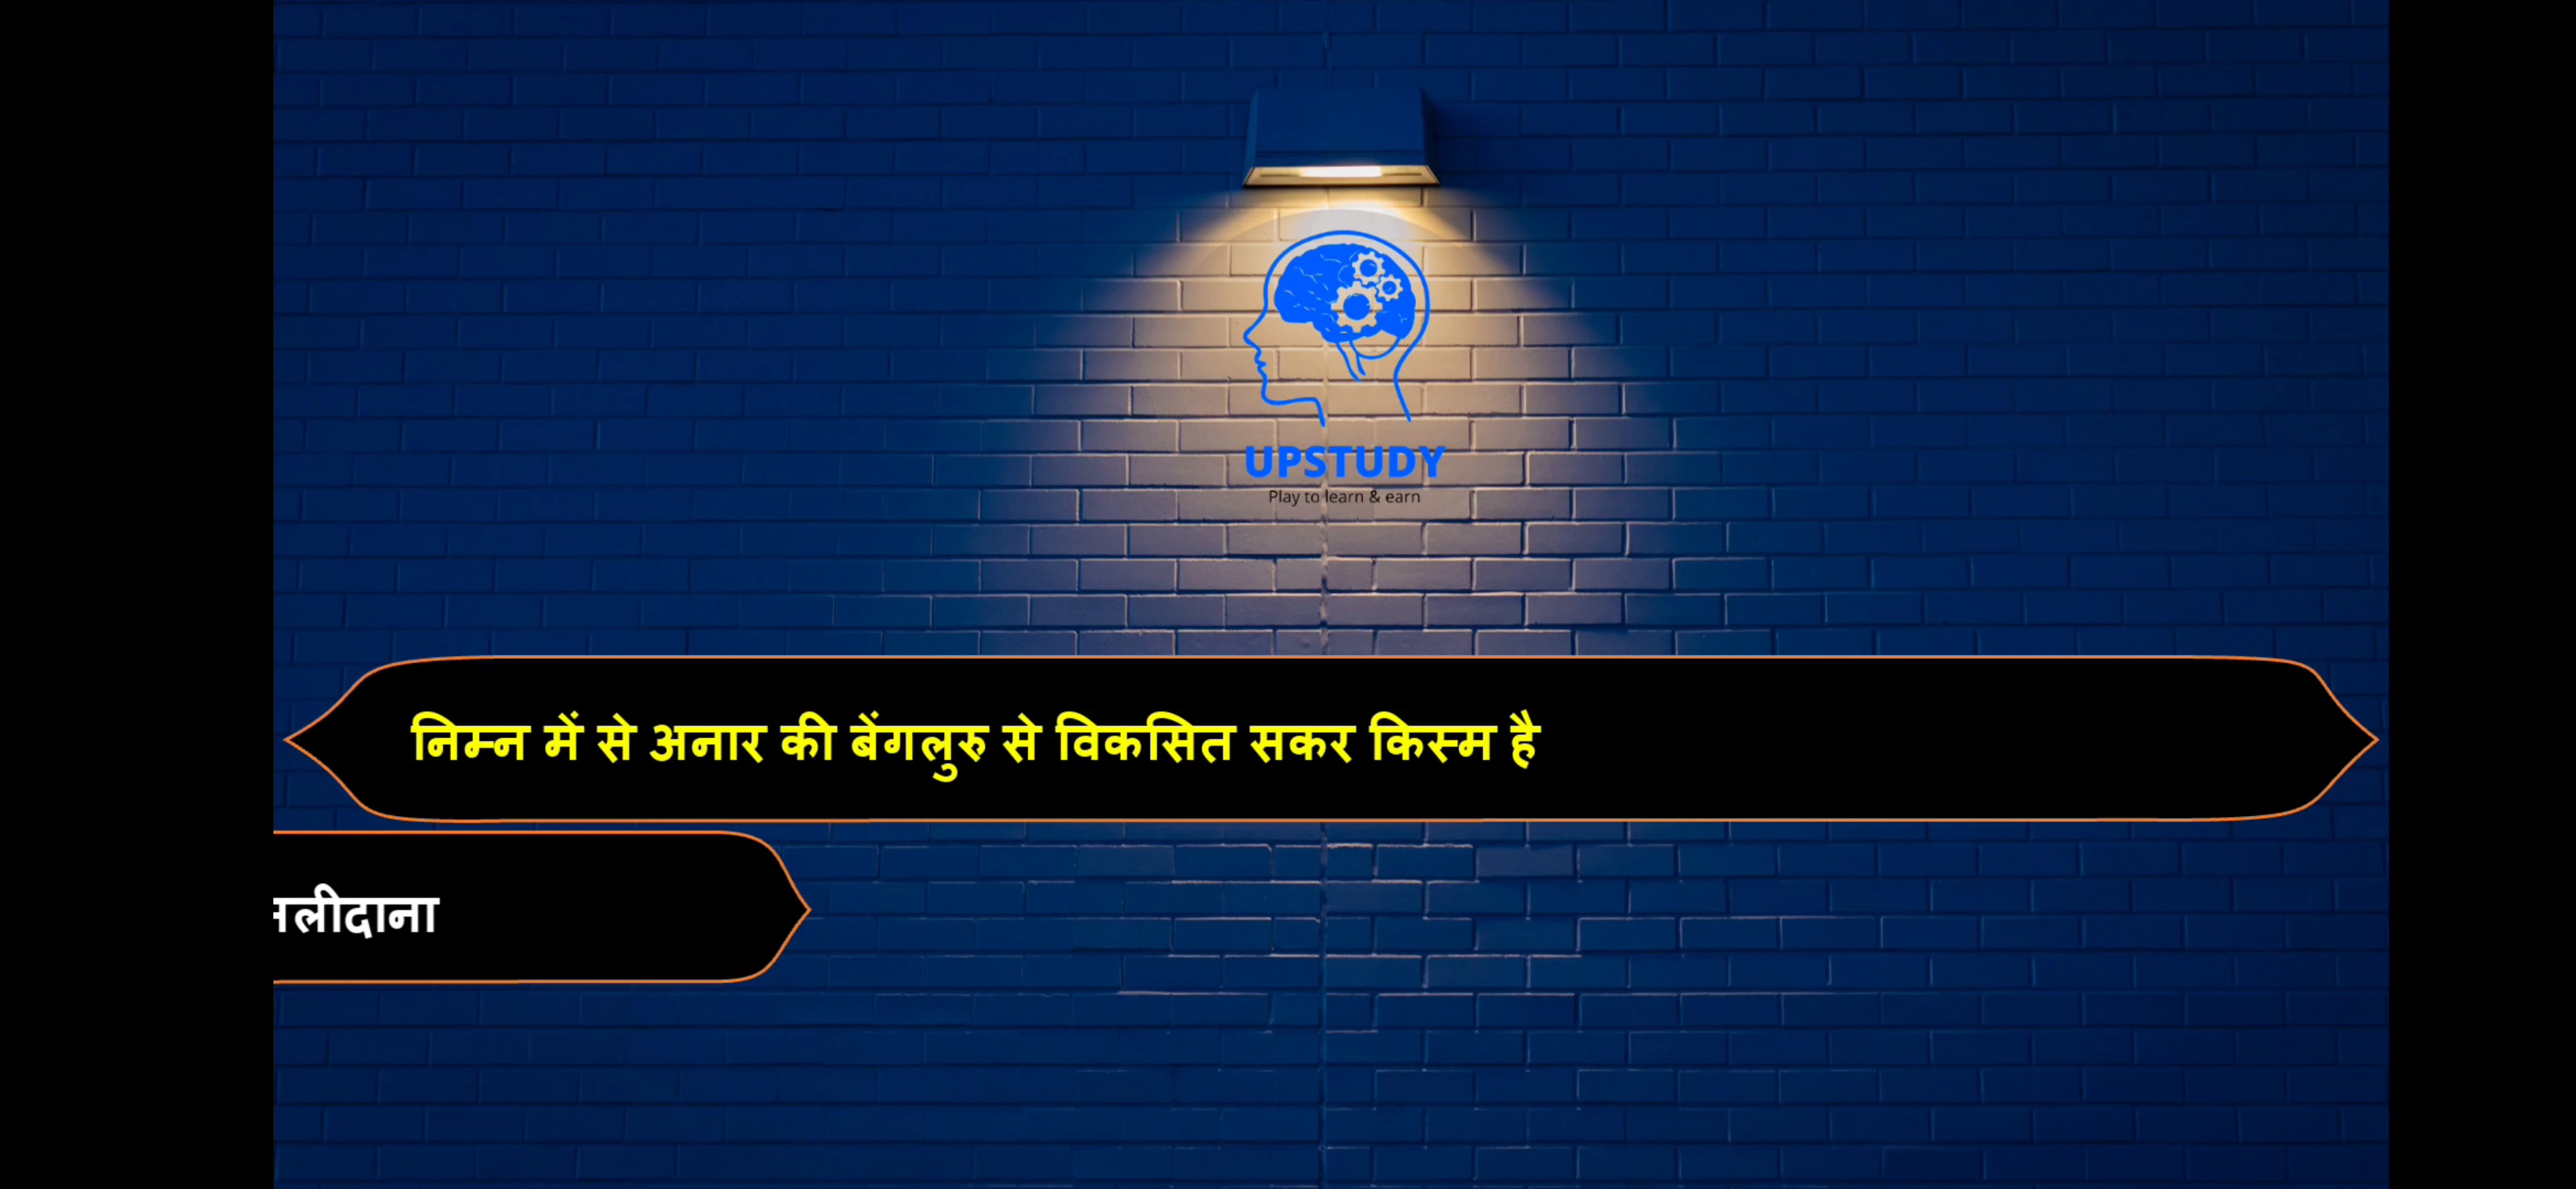 UPSTUDY
Play to learn & earn
निम्न में से अनार की बेंगलुरु से विकसित सकर किस्म है
लीदाना